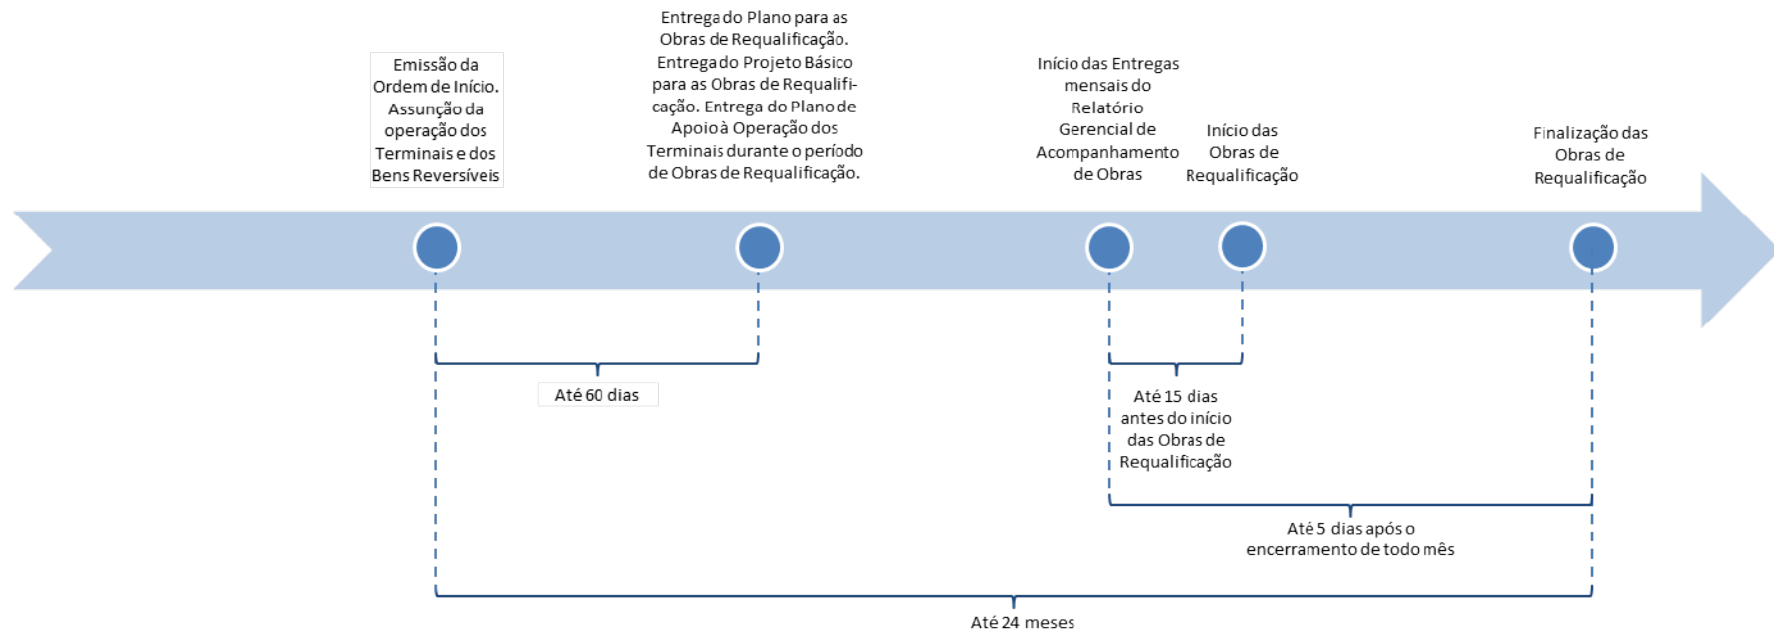 Emissão da
Ordem de Início.
Assunção da
operação dos
Terminais e dos
Bens Reversíveis
Entrega do Plano para as
Obras de Requalificação.
Entrega do Projeto Básico
para as Obras de Requalifi-
cação. Entrega do Plano de
Apoio à Operação dos
Terminais durante o período
de Obras de Requalificação.
Início das Entregas
mensais do
Relatório
Gerencial de
Acompanhamento
de Obras
Início das
Obras de
Requalificação
Finalização das
Obras de
Requalificação
Até 60 dias
Até 15 dias
antes do início
das Obras de
Requalificação
Até 5 dias após o
encerramento de todo mês
Até 24 meses